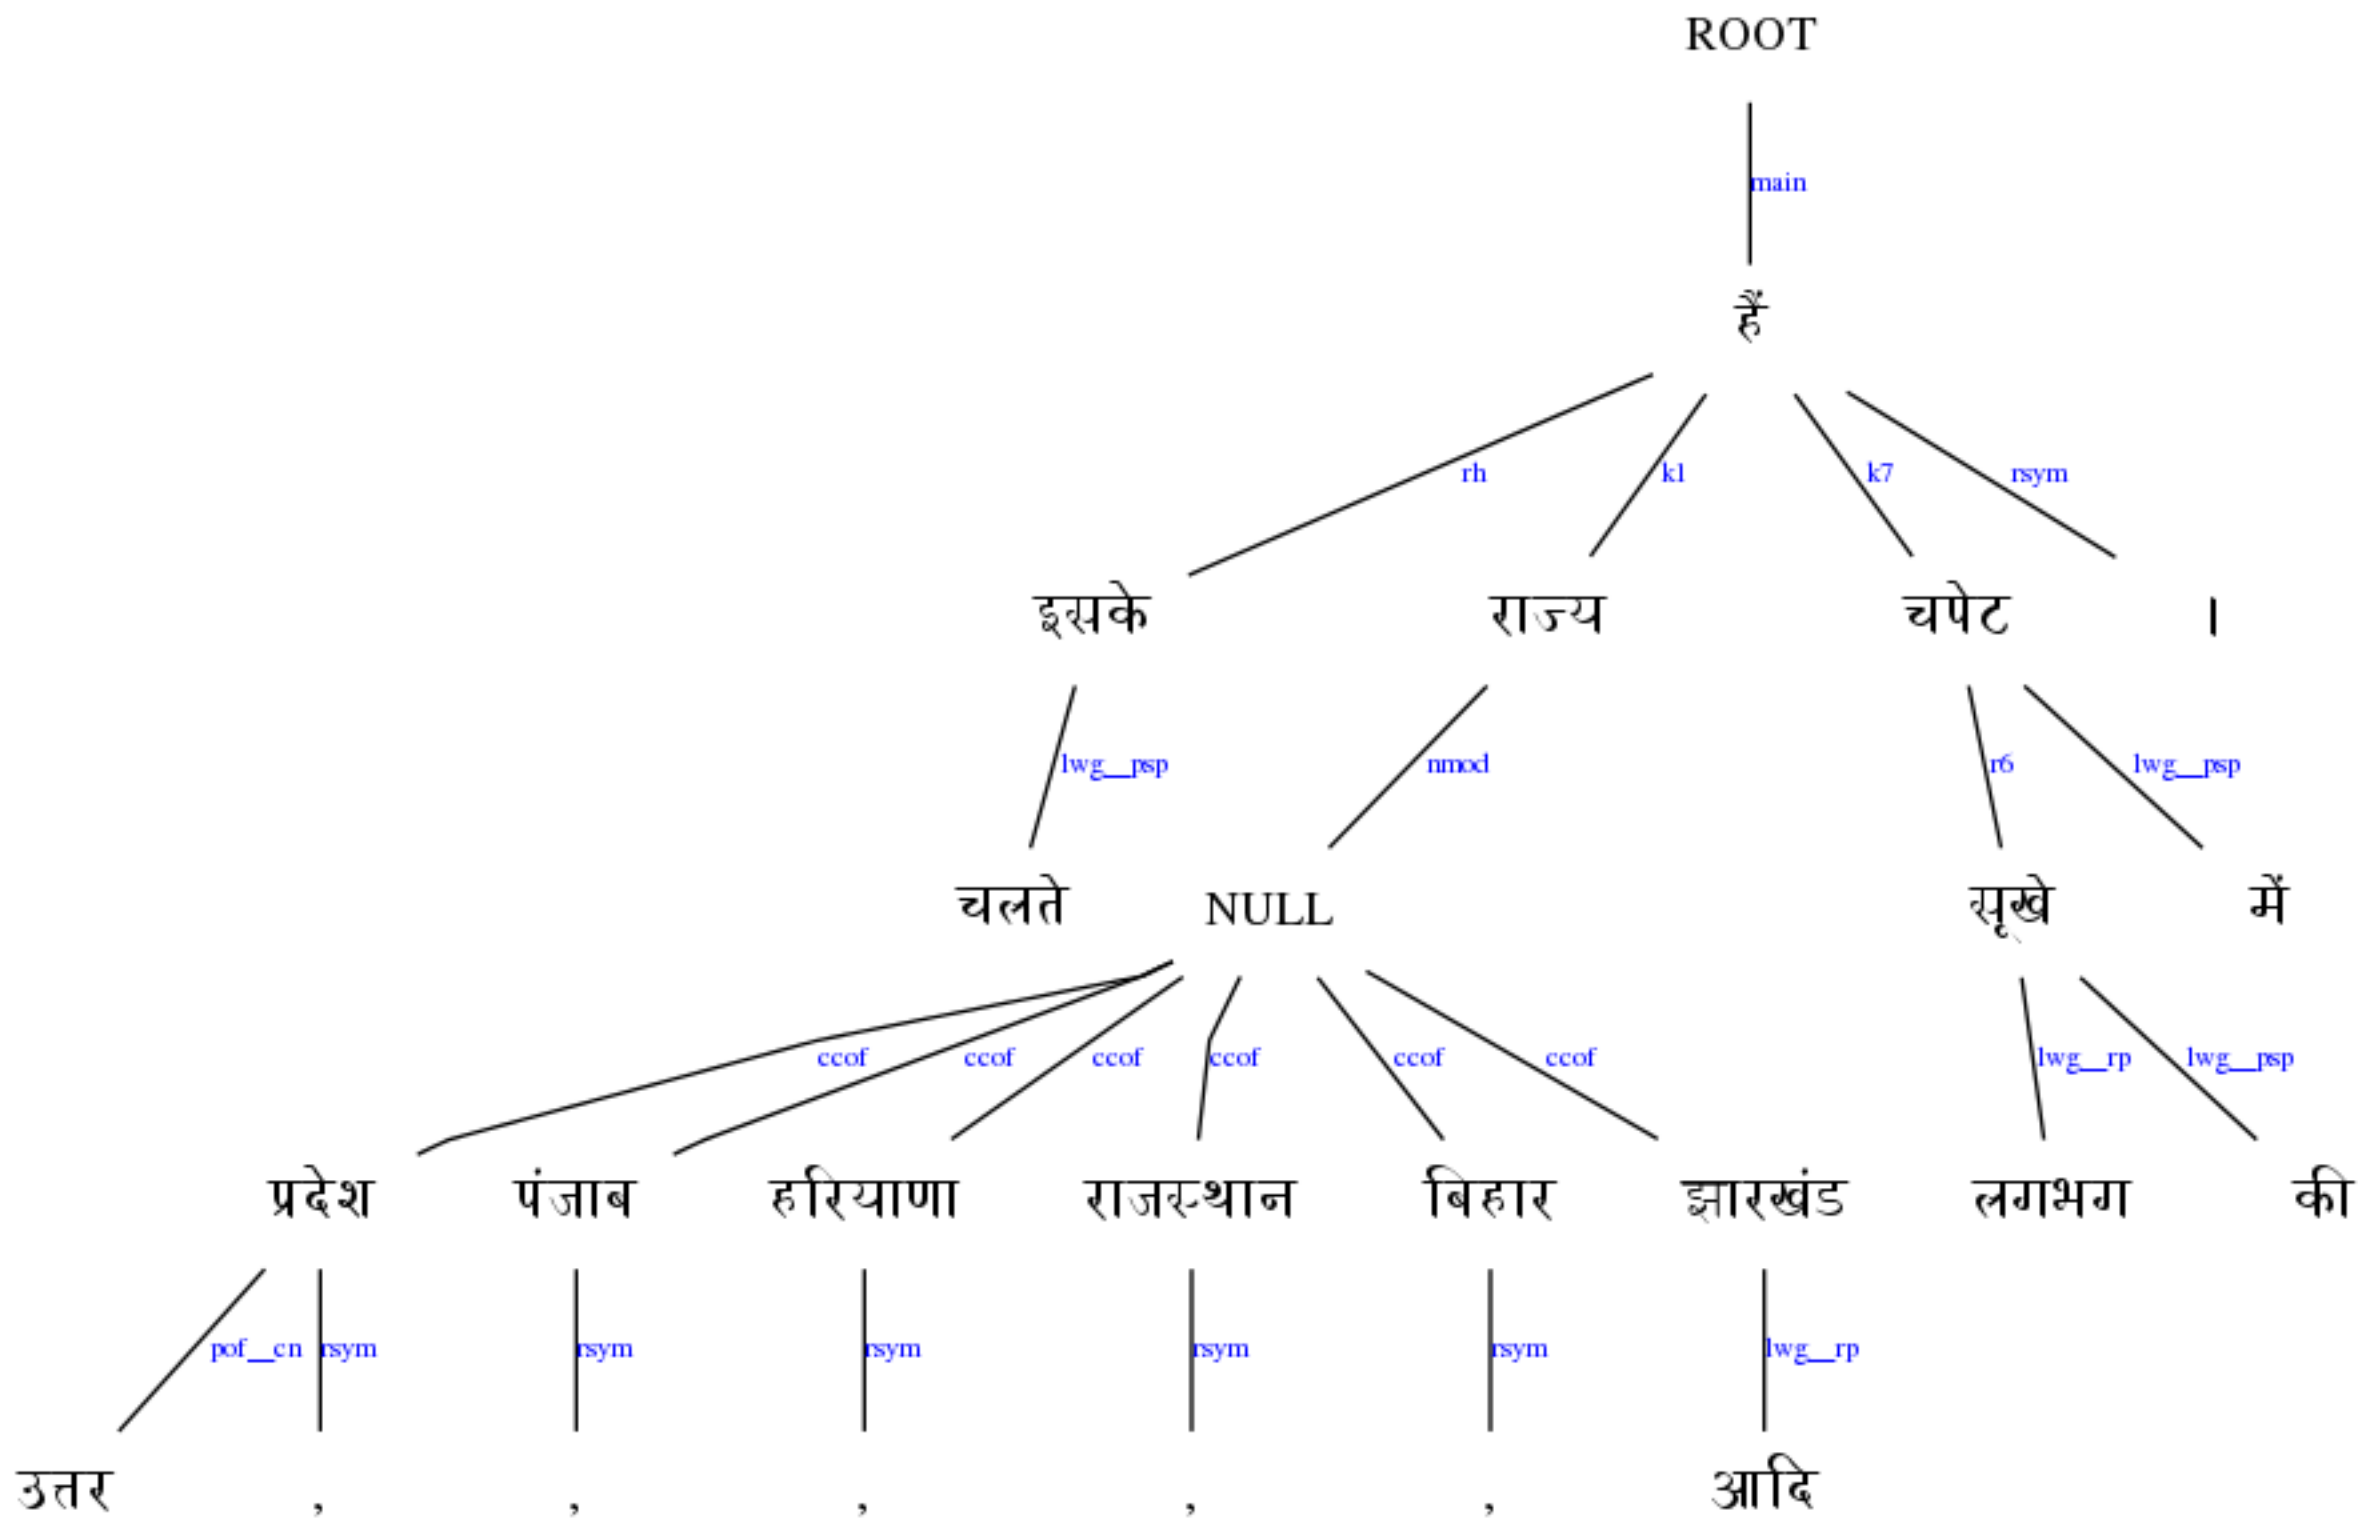 ROOT
main
हैं
rh k1 k7 rsym
इसके राज्य चपेट ।
lwg__psp nmod r6 lwg__psp
चलते NULL सूखे में
ccof ccof ccof ccof ccof ccof lwg__rp lwg__psp
प्रदेश पंजाब हरियाणा राजस्थान बिहार झारखंड लगभग की
pof__cn rsym rsym rsym rsym rsym lwg__rp
उत्तर , , , , , आदि